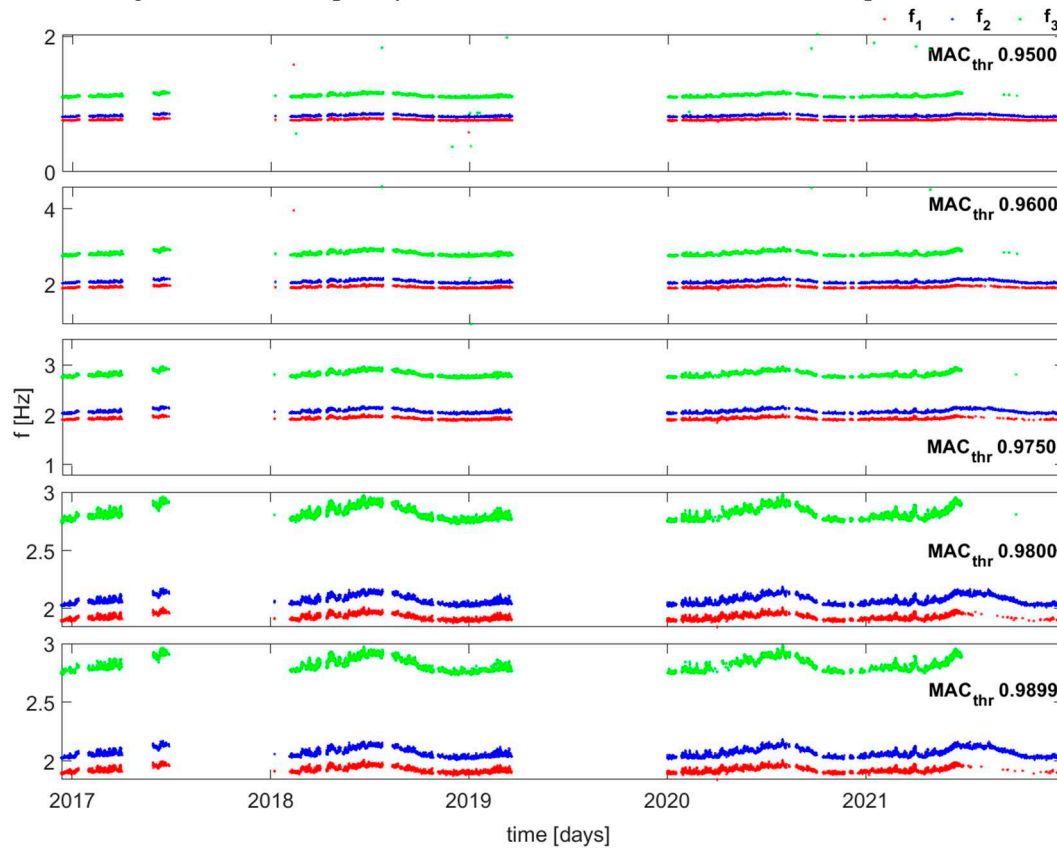 f1 f2 f3
2
MACthr 0.9500
0
4
MACthr 0.9600
2
3
2
MACthr 0.9750
1
f [Hz]
3
2.5
MACthr 0.9800
2
3
MACthr 0.9899
2.5
2
2017 2018 2019 2020 2021
time [days]